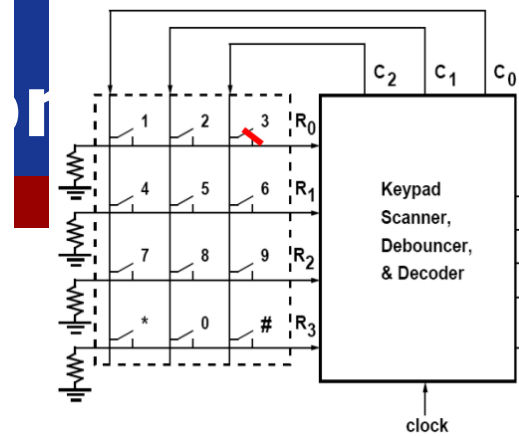 or
C2 C1 C0
1 2 3 R0
4 5 6 R1
7 8 9 R2
* 0 # R3
Keypad
Scanner,
Debouncer,
& Decoder
clock